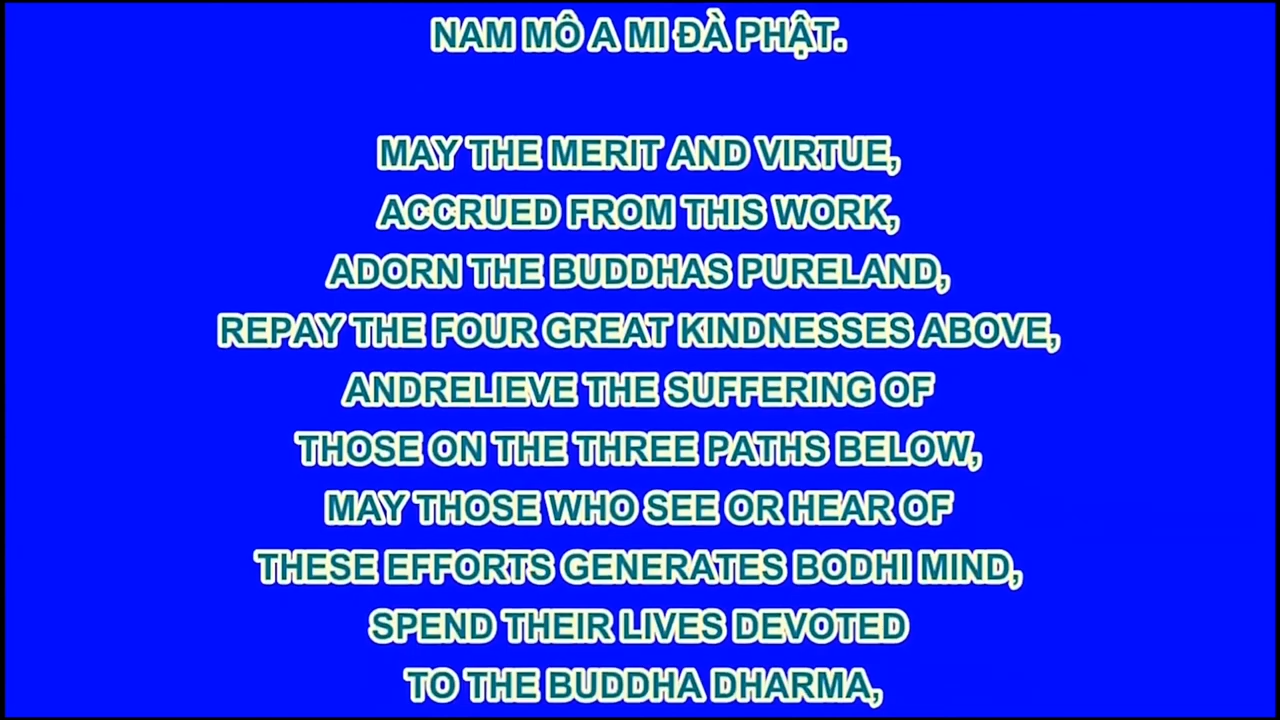 NAM MÔ A MI ĐÀ PHẬT.
MAY THE MERIT AND VIRTUE,
ACCRUED FROM THIS WORK,
ADORN THE BUDDHAS PURELAND,
REPAY THE FOUR GREAT KINDNESSES ABOVE,
ANDRELIEVE THE SUFFERING OF
THOSE ON THE THREE PATHS BELOW,
MAY THOSE WHO SEE OR HEAR OF
THESE EFFORTS GENERATES BODHI MIND,
SPEND THEIR LIVES DEVOTED
TO THE BUDDHA DHARMA,